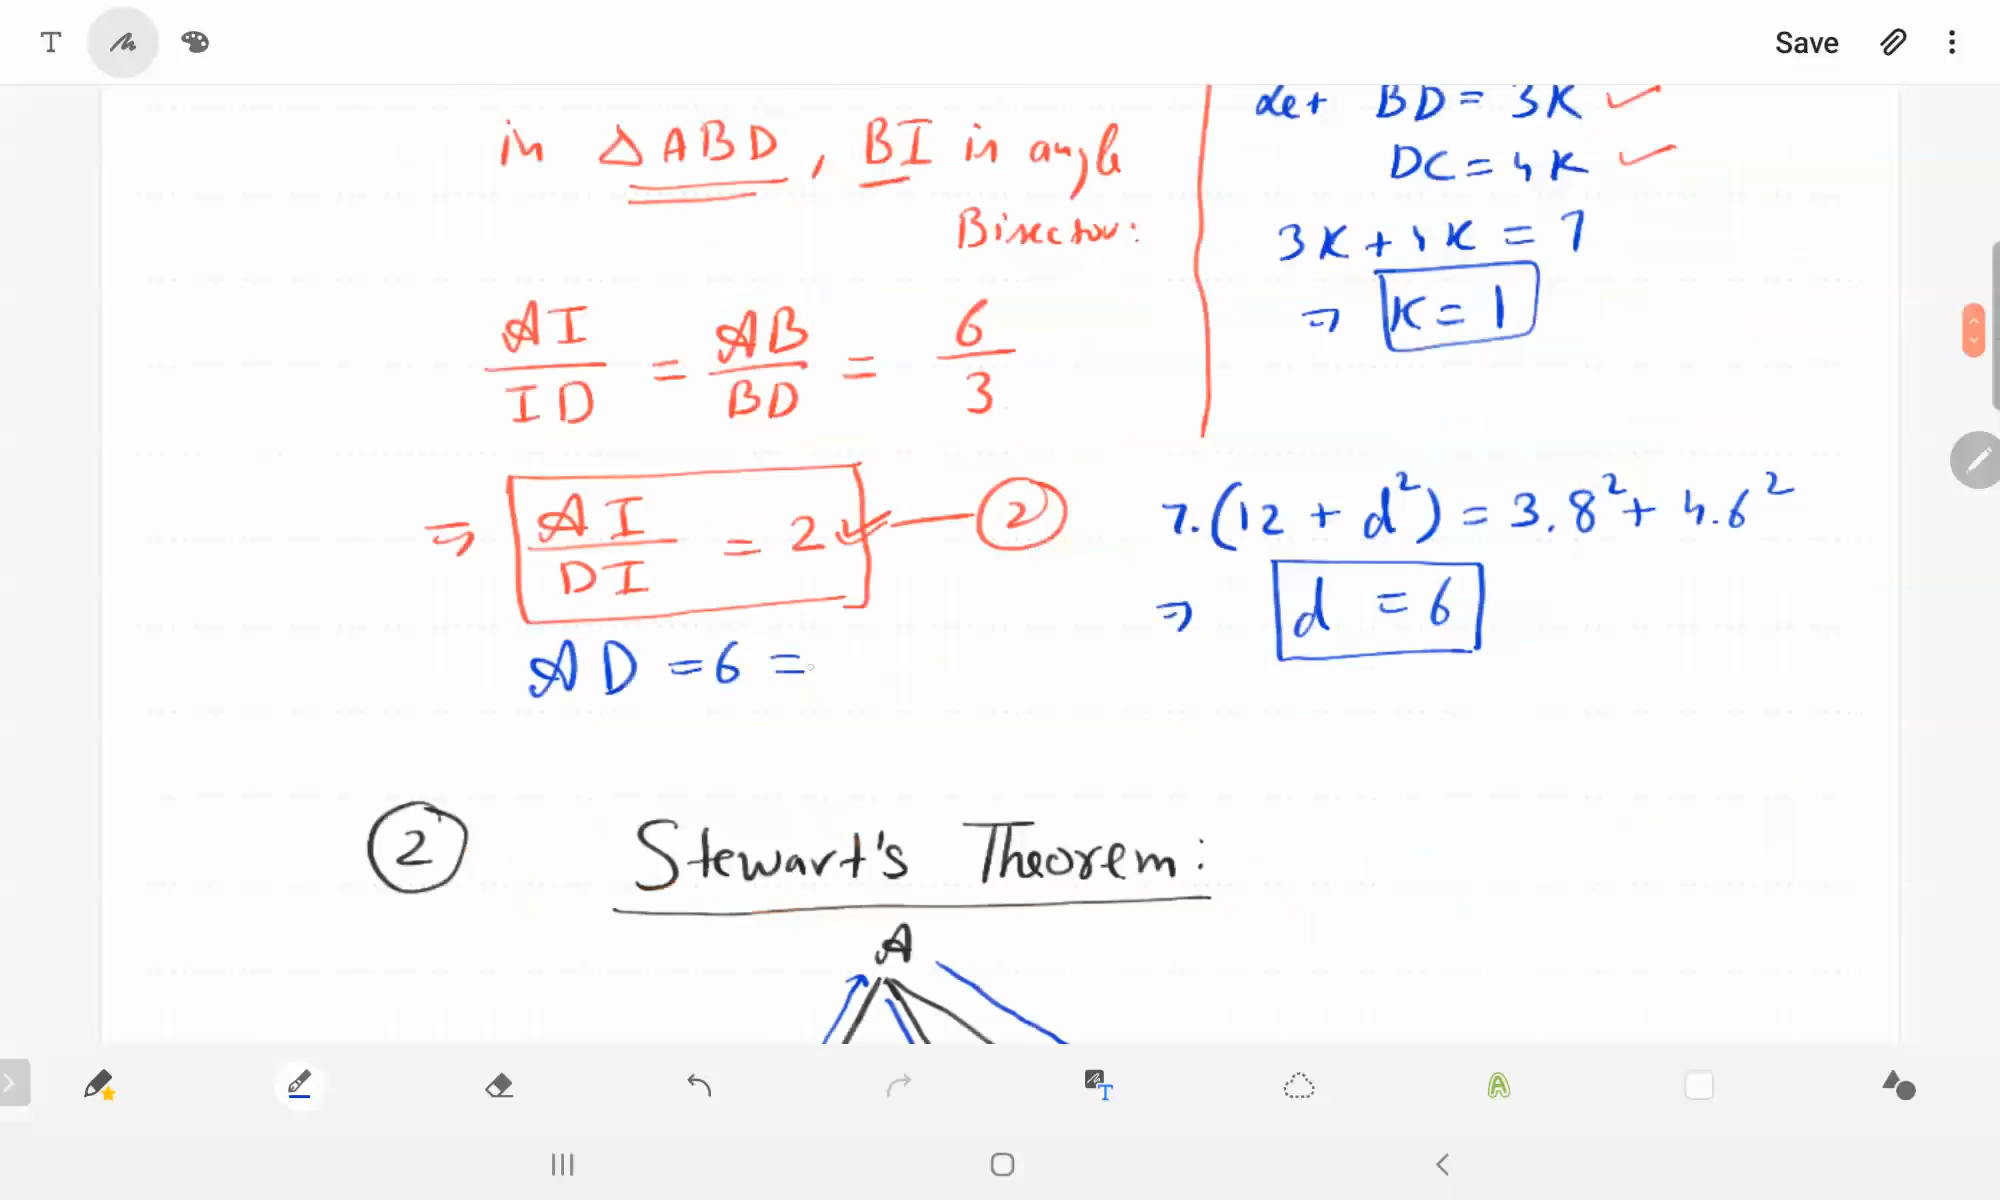 T
Save
in △ABD, BI is angle
Bisector:
AI/ID = AB/BD = 6/3
⇒ AI/DI = 2 — ②
AD = 6 =
let BD = 3K ✓
DC = 4K ✓
3K + 4K = 7
⇒ K = 1
7.(12 + d²) = 3.8² + 4.6²
⇒ d = 6
② Stewart's Theorem:
A